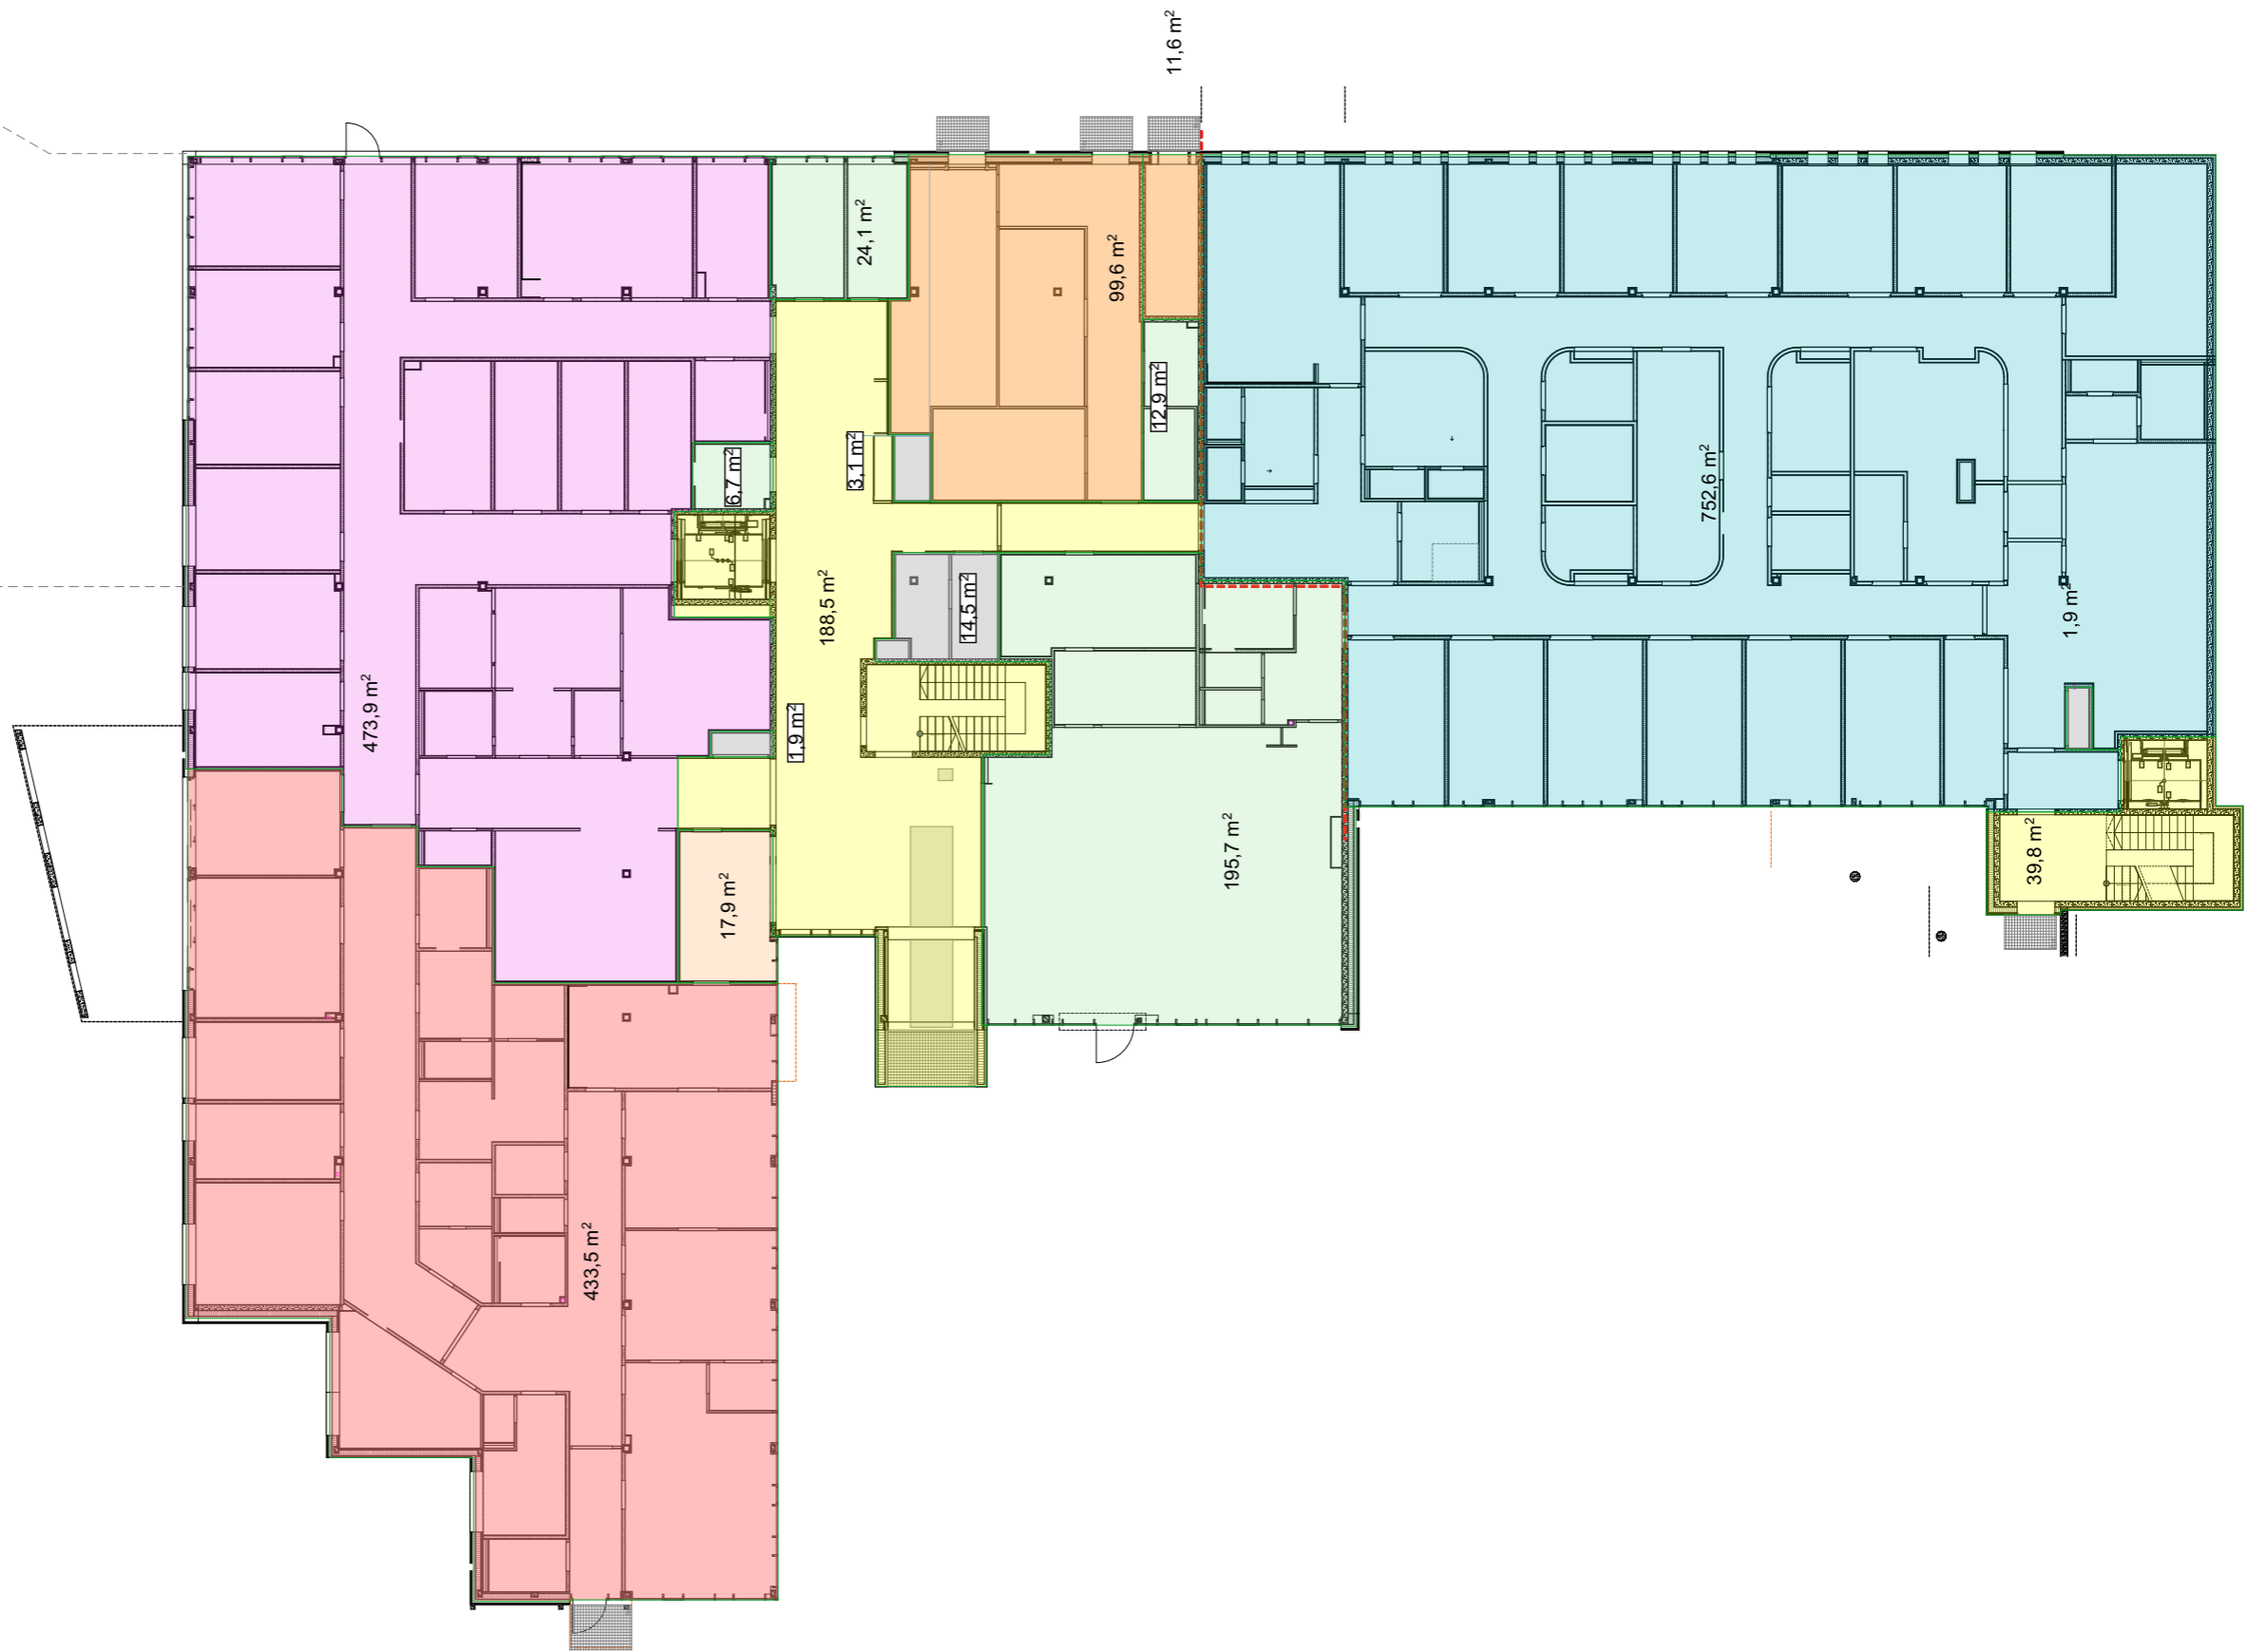 11,6 m²
24,1 m²
99,6 m²
12,9 m²
3,1 m²
6,7 m²
752,6 m²
14,5 m²
188,5 m²
1,9 m²
473,9 m²
1,9 m²
195,7 m²
39,8 m²
17,9 m²
433,5 m²